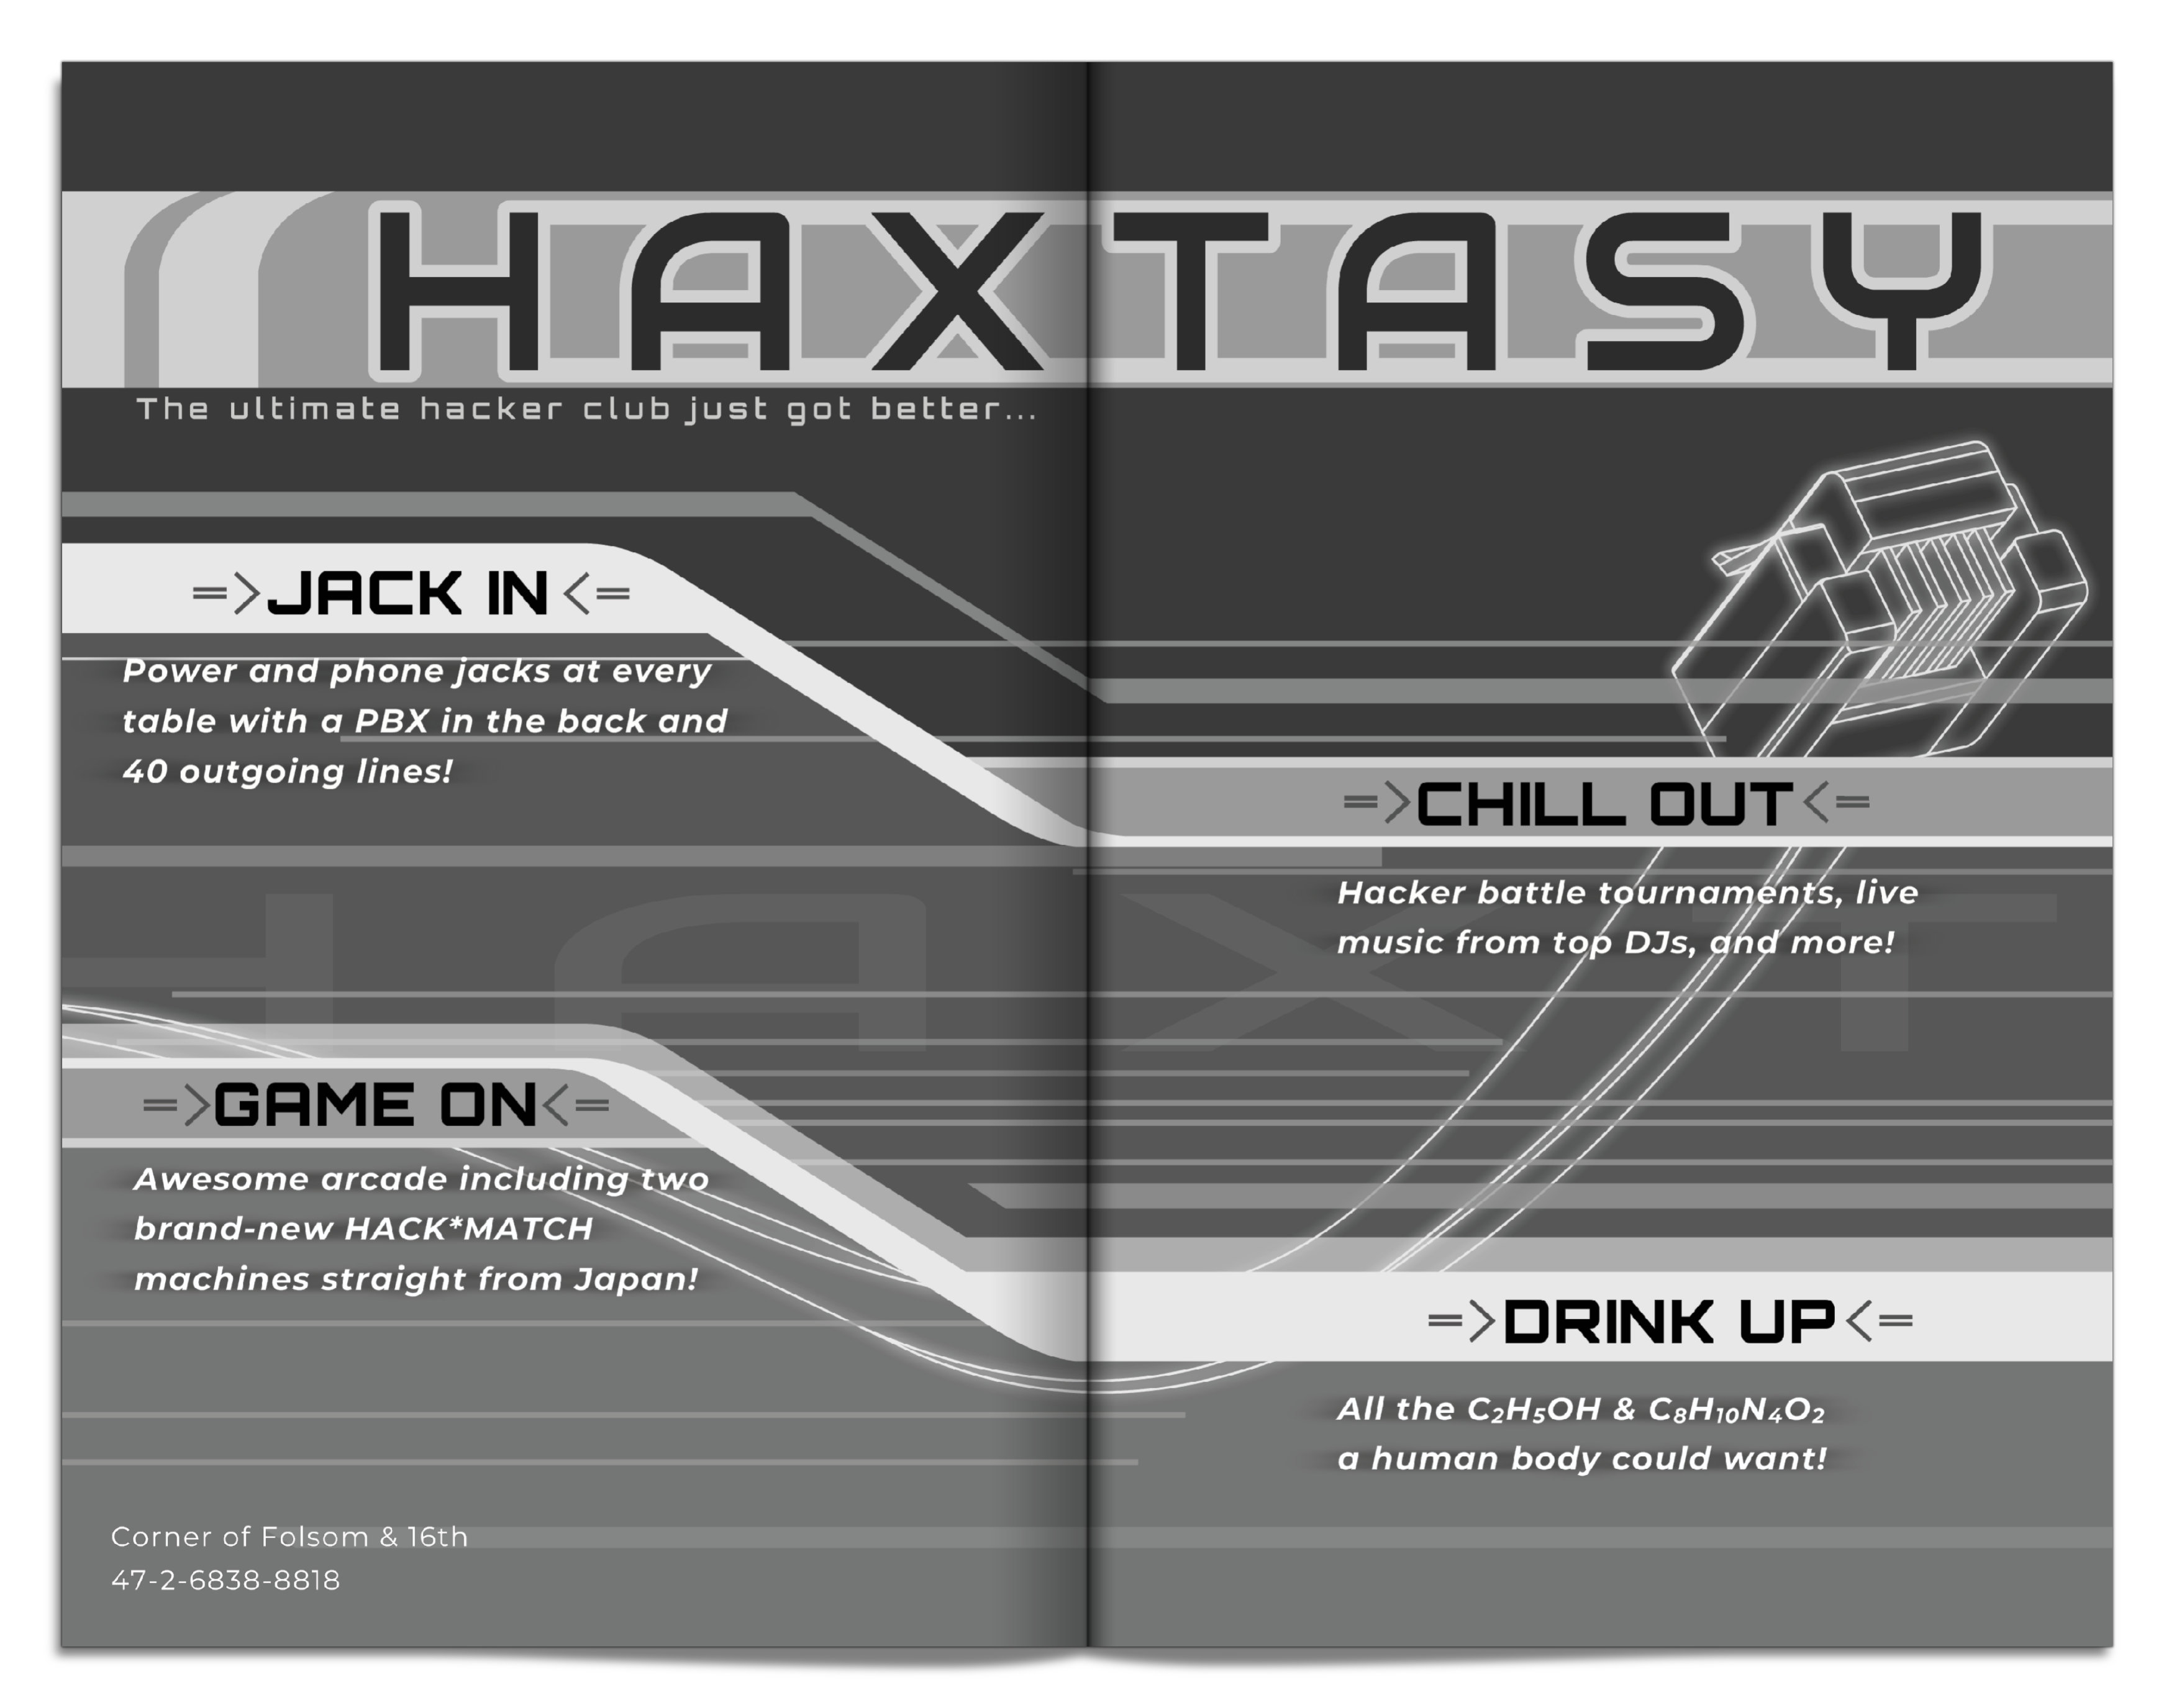 HAXTASY
The ultimate hacker club just got better...
=>JACK IN<=
Power and phone jacks at every
table with a PBX in the back and
40 outgoing lines!
=>CHILL OUT<=
Hacker battle tournaments, live
music from top DJs, and more!
HAXT
=>GAME ON<=
Awesome arcade including two
brand-new HACK*MATCH
machines straight from Japan!
=>DRINK UP<=
All the C₂H₅OH & C₈H₁₀N₄O₂
a human body could want!
Corner of Folsom & 16th
47-2-6838-8818